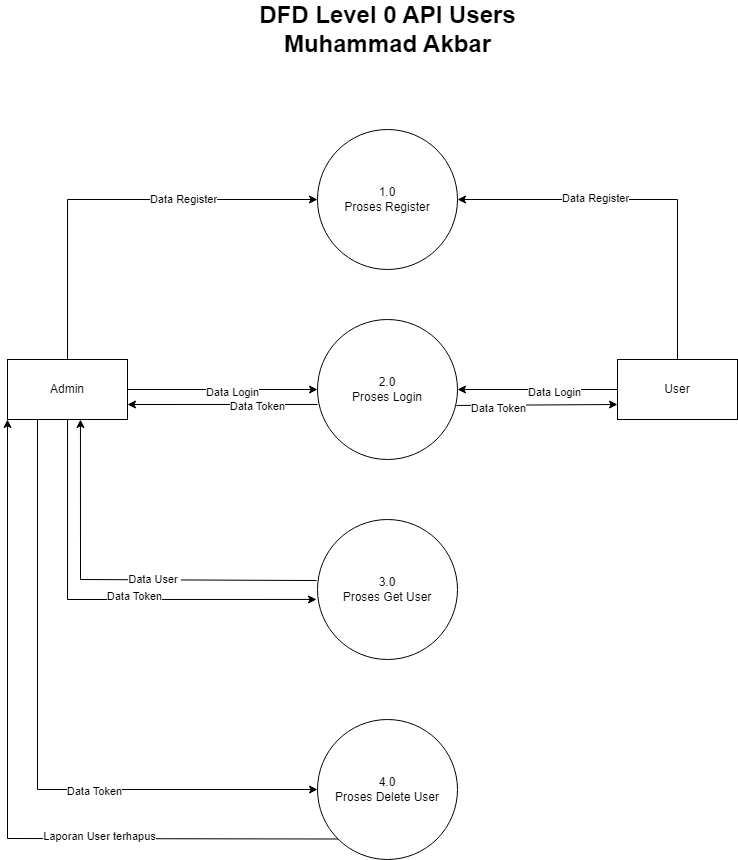 DFD Level 0 API Users
Muhammad Akbar
1.0
Proses Register
Data Register
Data Register
2.0
Proses Login
Admin
Data Login
Data Token
Data Login
Data Token
User
3.0
Proses Get User
Data User
Data Token
4.0
Proses Delete User
Data Token
Laporan User terhapus